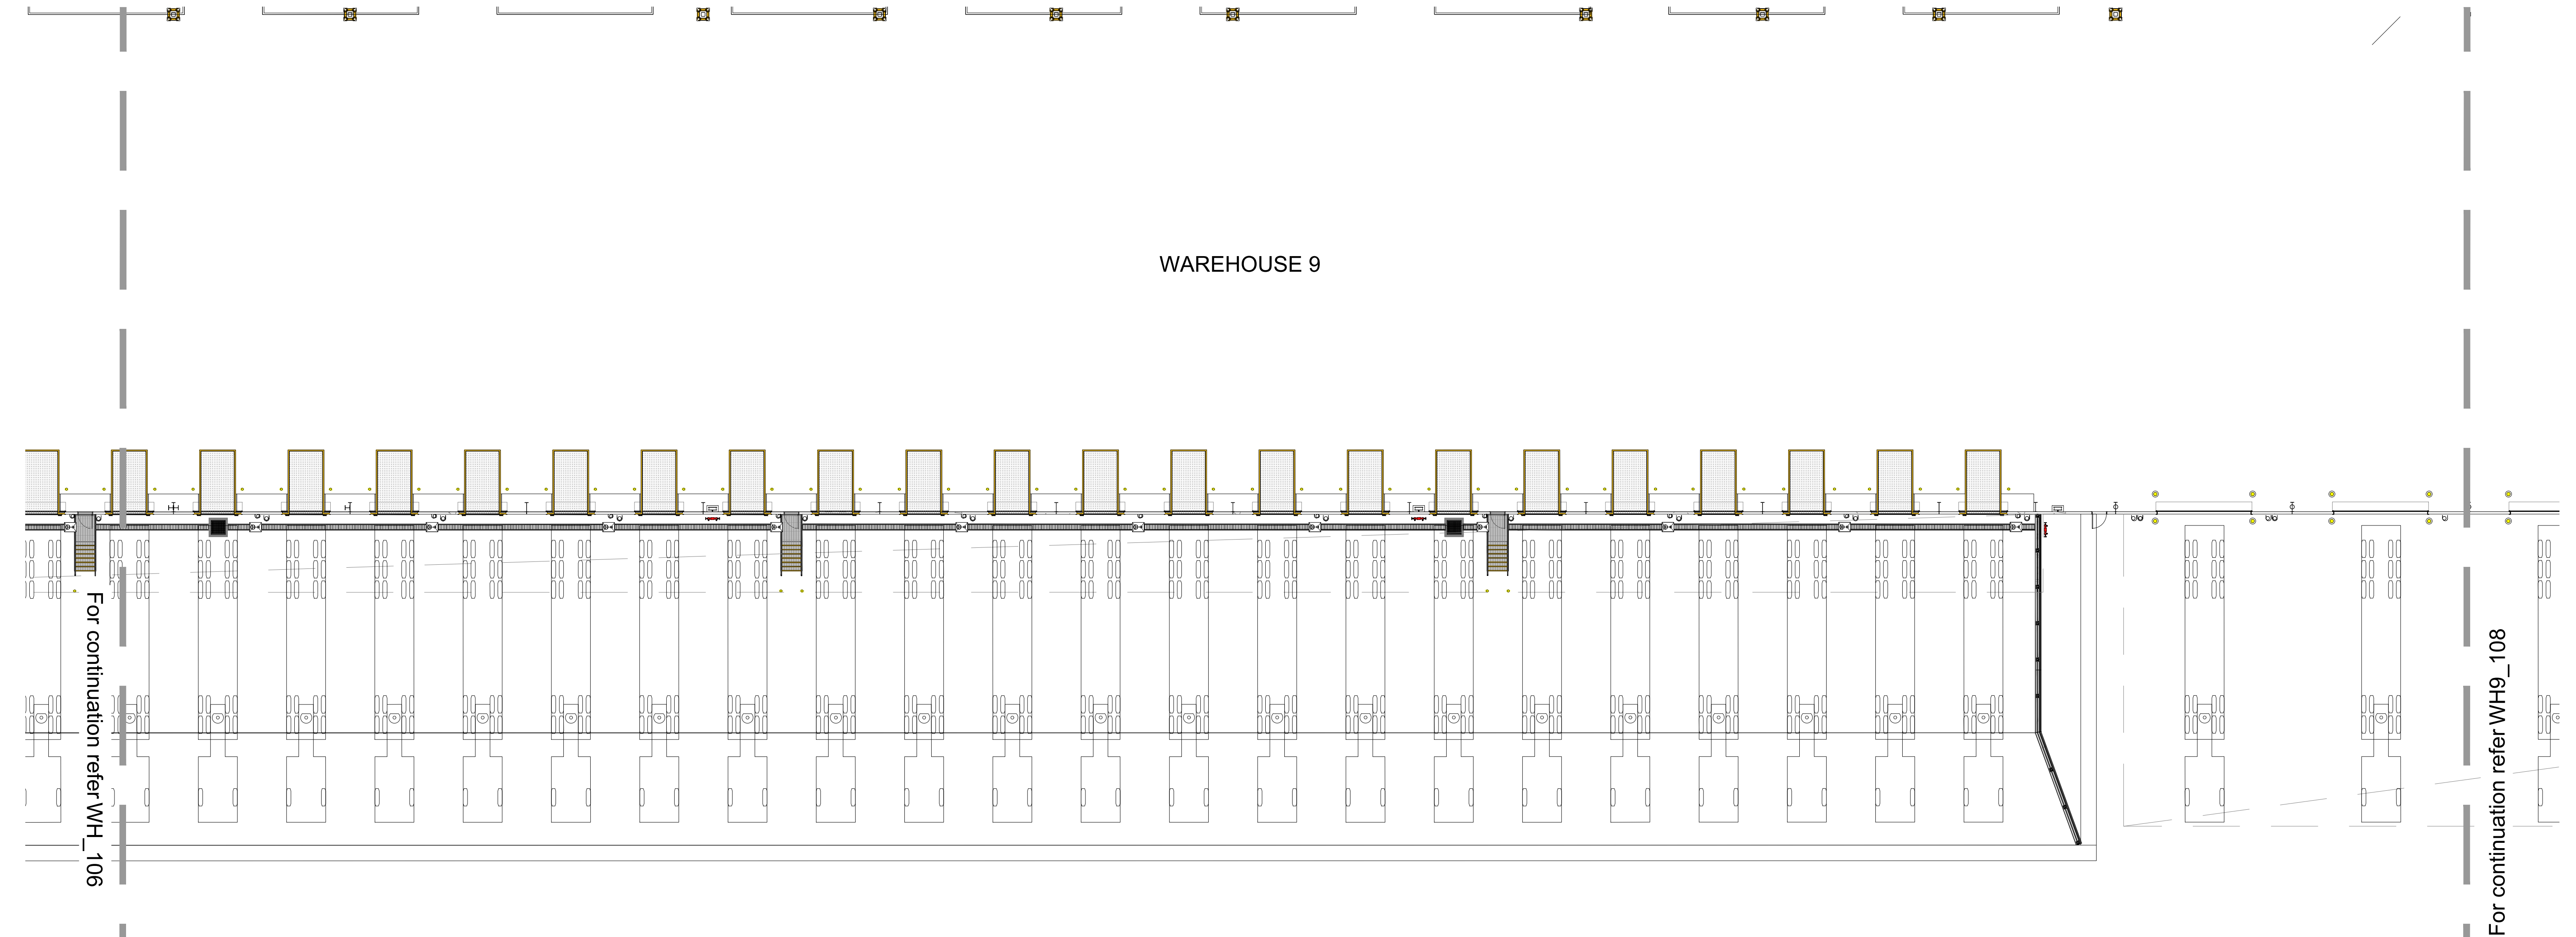 WAREHOUSE 9
For continuation refer WH_106
For continuation refer WH9_108